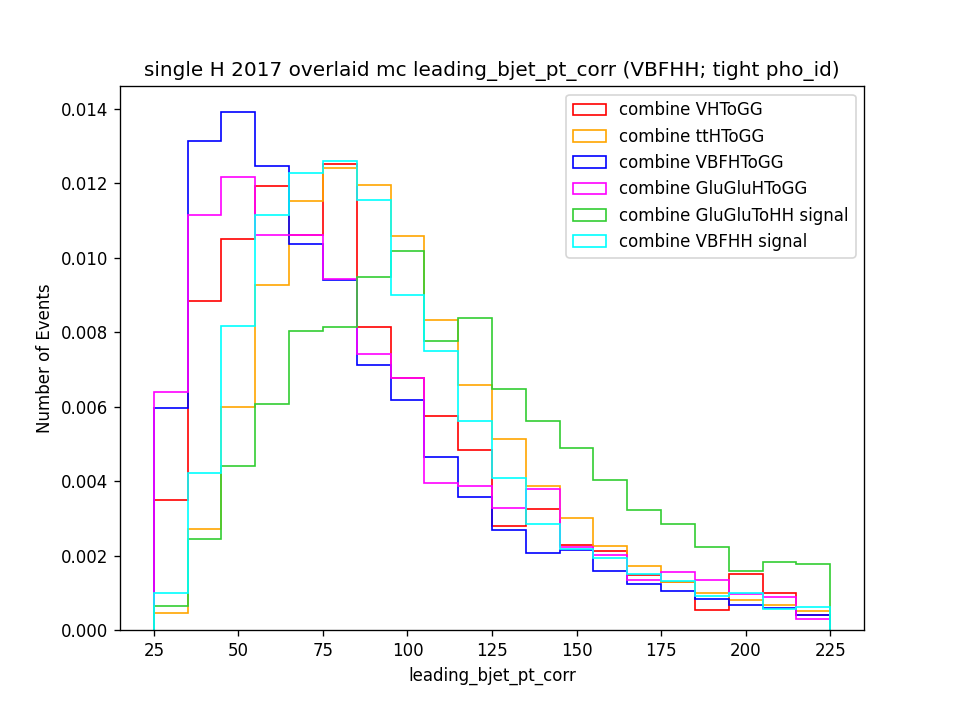 single H 2017 overlaid mc leading_bjet_pt_corr (VBFHH; tight pho_id)
combine VHToGG
combine ttHToGG
combine VBFHToGG
combine GluGluHToGG
combine GluGluToHH signal
combine VBFHH signal
0.014
0.012
0.010
0.008
0.006
0.004
0.002
0.000
Number of Events
25 50 75 100 125 150 175 200 225
leading_bjet_pt_corr